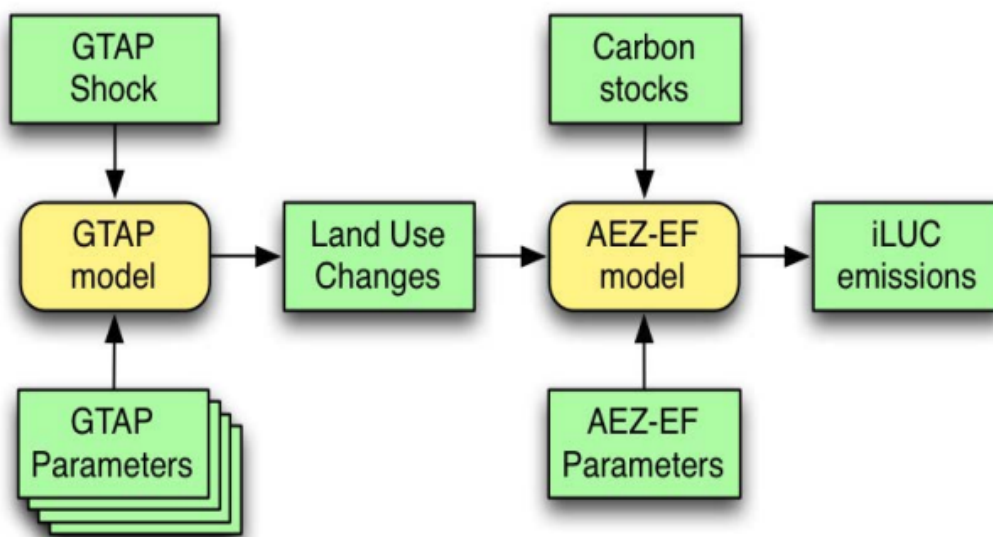 GTAP
Shock
Carbon
stocks
GTAP
model
Land Use
Changes
AEZ-EF
model
iLUC
emissions
GTAP
Parameters
AEZ-EF
Parameters